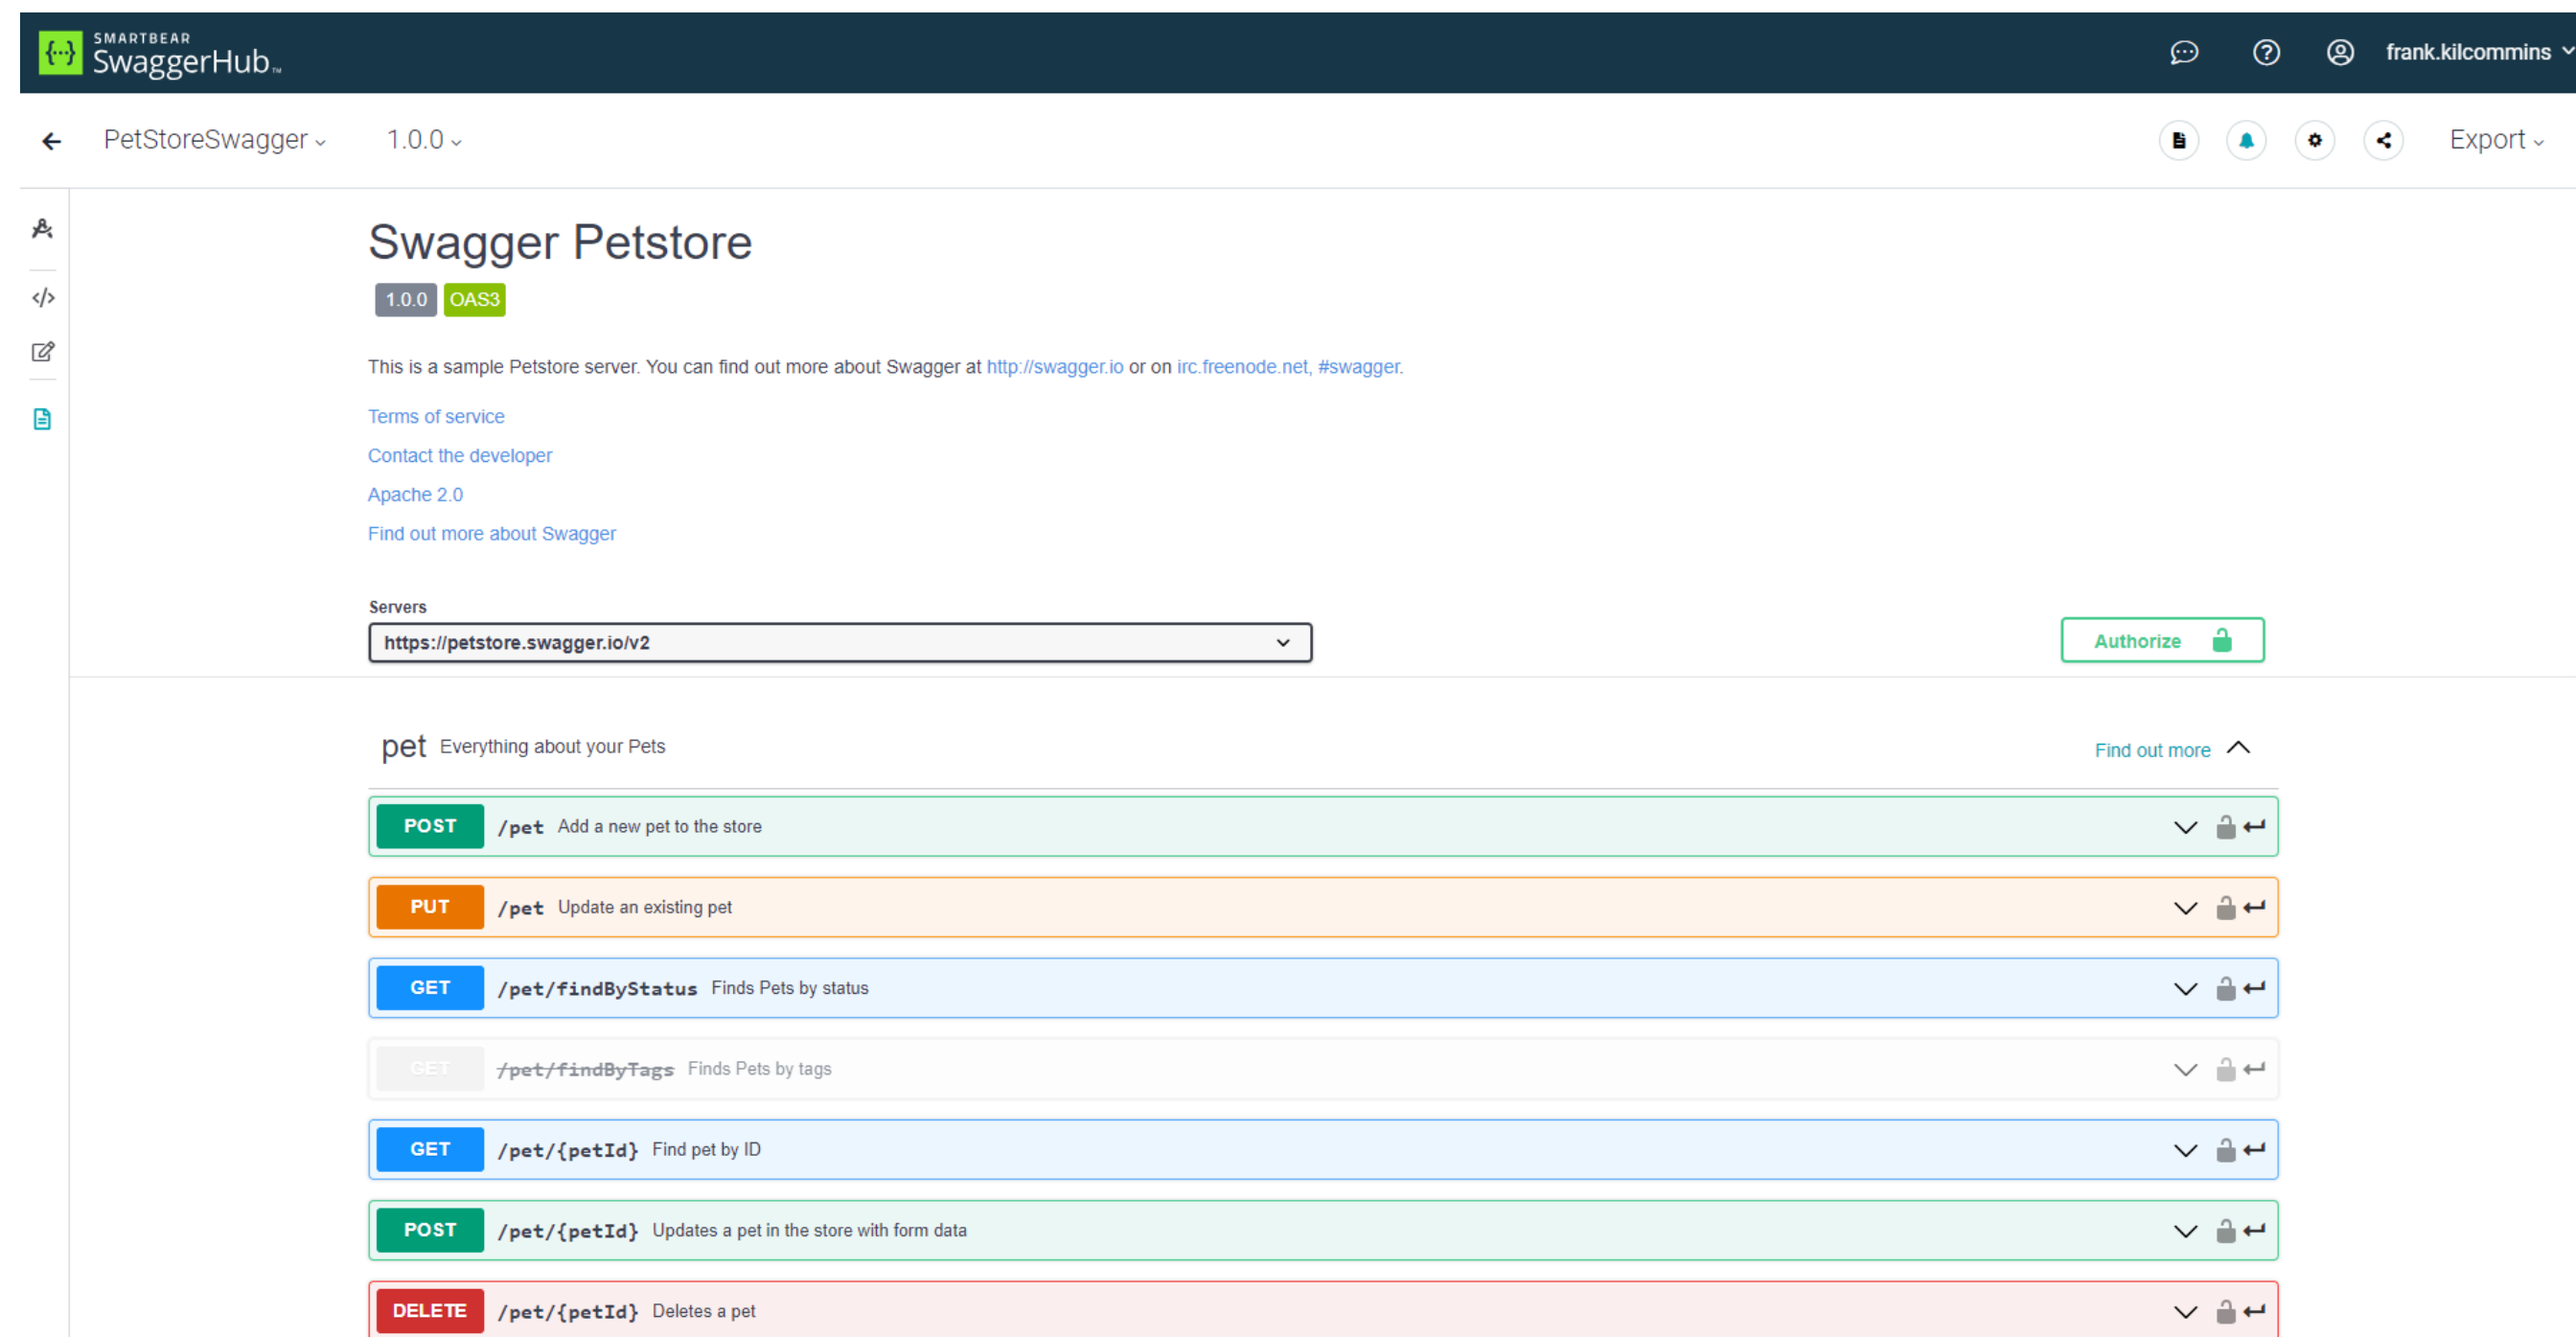 SMARTBEAR
SwaggerHub™
frank.kilcommins
PetStoreSwagger
1.0.0
Export
Swagger Petstore
1.0.0 OAS3
This is a sample Petstore server. You can find out more about Swagger at http://swagger.io or on irc.freenode.net, #swagger.
Terms of service
Contact the developer
Apache 2.0
Find out more about Swagger
Servers
https://petstore.swagger.io/v2
Authorize
pet Everything about your Pets
Find out more
POST /pet Add a new pet to the store
PUT /pet Update an existing pet
GET /pet/findByStatus Finds Pets by status
GET /pet/findByTags Finds Pets by tags
GET /pet/{petId} Find pet by ID
POST /pet/{petId} Updates a pet in the store with form data
DELETE /pet/{petId} Deletes a pet